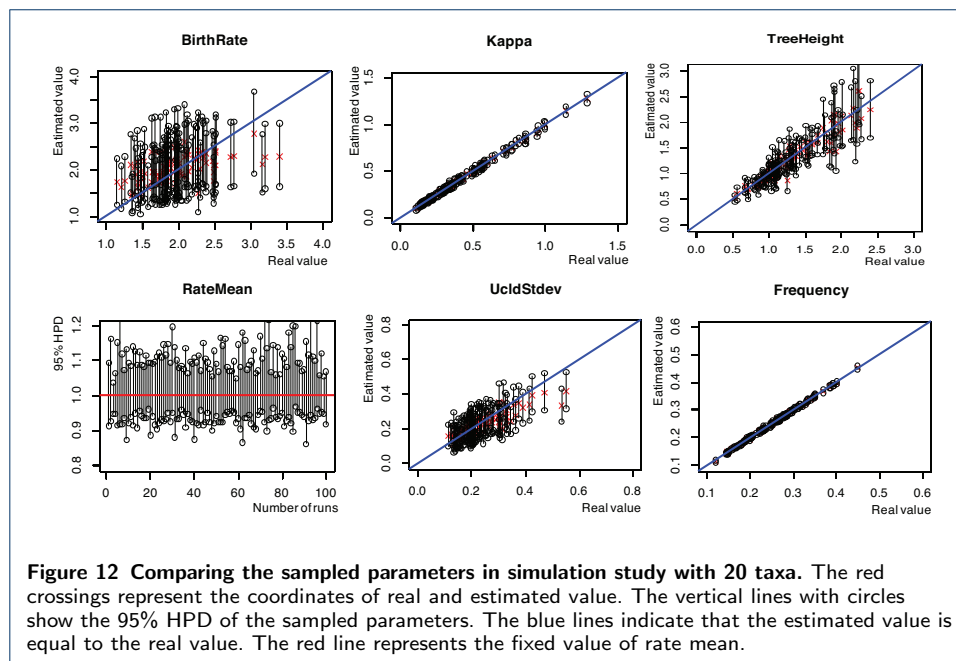 BirthRate
Eatimated value
4.0
3.0
2.0
1.0
1.0 1.5 2.0 2.5 3.0 3.5 4.0
Real value
Kappa
Eatimated value
1.5
1.0
0.5
0.0
0.0 0.5 1.0 1.5
Real value
TreeHeight
Eatimated value
3.0
2.5
2.0
1.5
1.0
0.5
0.0
0.0 0.5 1.0 1.5 2.0 2.5 3.0
Real value
RateMean
95% HPD
1.2
1.1
1.0
0.9
0.8
0 20 40 60 80 100
Number of runs
UcldStdev
Eatimated value
0.8
0.6
0.4
0.2
0.0
0.0 0.2 0.4 0.6 0.8
Real value
Frequency
Eatimated value
0.6
0.5
0.4
0.3
0.2
0.1
0.1 0.2 0.3 0.4 0.5 0.6
Real value
Figure 12 Comparing the sampled parameters in simulation study with 20 taxa. The red
crossings represent the coordinates of real and estimated value. The vertical lines with circles
show the 95% HPD of the sampled parameters. The blue lines indicate that the estimated value is
equal to the real value. The red line represents the fixed value of rate mean.